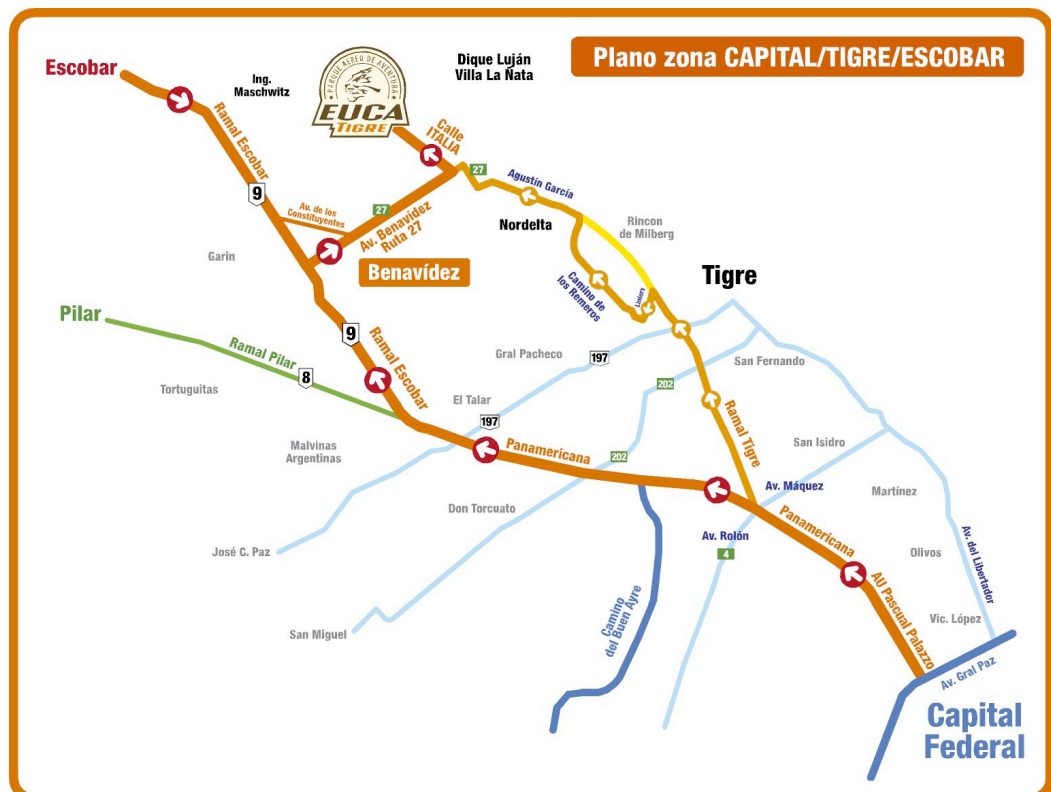 Plano zona CAPITAL/TIGRE/ESCOBAR
Escobar
Ing.
Maschwitz
PARQUE AÉREO DE AVENTURA
EUCA
TIGRE
Dique Luján
Villa La Ñata
Calle
ITALIA
Ramal Escobar
9
27
Agustín García
Av. de los
Constituyentes
27
Av. Benavídez
Ruta 27
Nordelta
Rincon
de Milberg
Garin
Benavídez
Camino de
los Remeros
Liniers
Tigre
Pilar
Ramal Pilar
8
9
Ramal Escobar
Gral Pacheco
197
San Fernando
202
Tortuguitas
El Talar
197
Ramal Tigre
Malvinas
Argentinas
Panamericana
202
San Isidro
Av. Máquez
Martínez
Don Torcuato
Panamericana
Av. Rolón
4
José C. Paz
Olivos
Av. del Libertador
AU Pascual Palazzo
San Miguel
Camino
del Buen Ayre
Vic. López
Av. Gral Paz
Capital
Federal